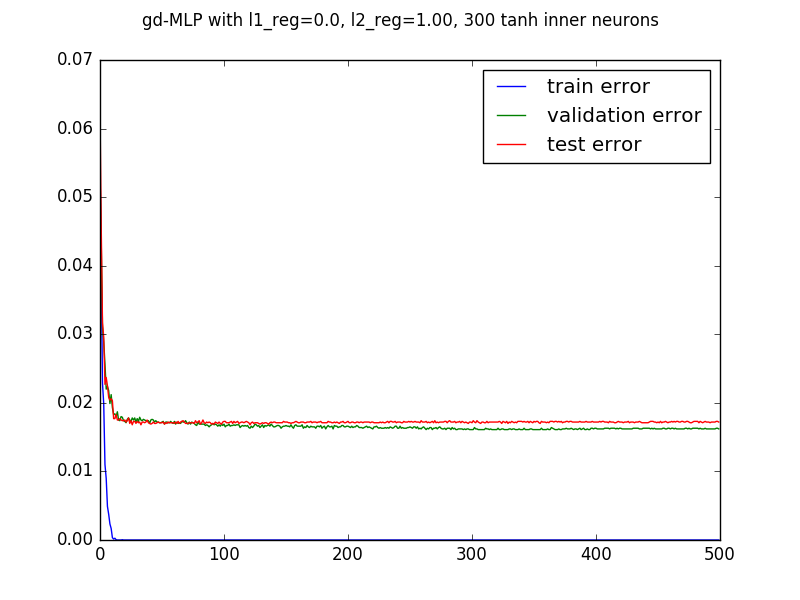 gd-MLP with l1_reg=0.0, l2_reg=1.00, 300 tanh inner neurons
0.07
0.06
0.05
0.04
0.03
0.02
0.01
0.00
train error
validation error
test error
0 100 200 300 400 500